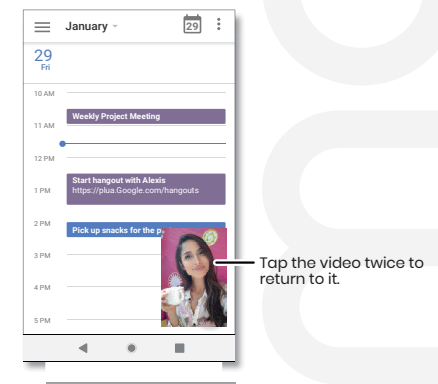 January
29
29
Fri
10 AM
Weekly Project Meeting
11 AM
12 PM
Start hangout with Alexis
1 PM
https://plua.Google.com/hangouts
2 PM
Pick up snacks for the p
3 PM
Tap the video twice to
return to it.
4 PM
5 PM